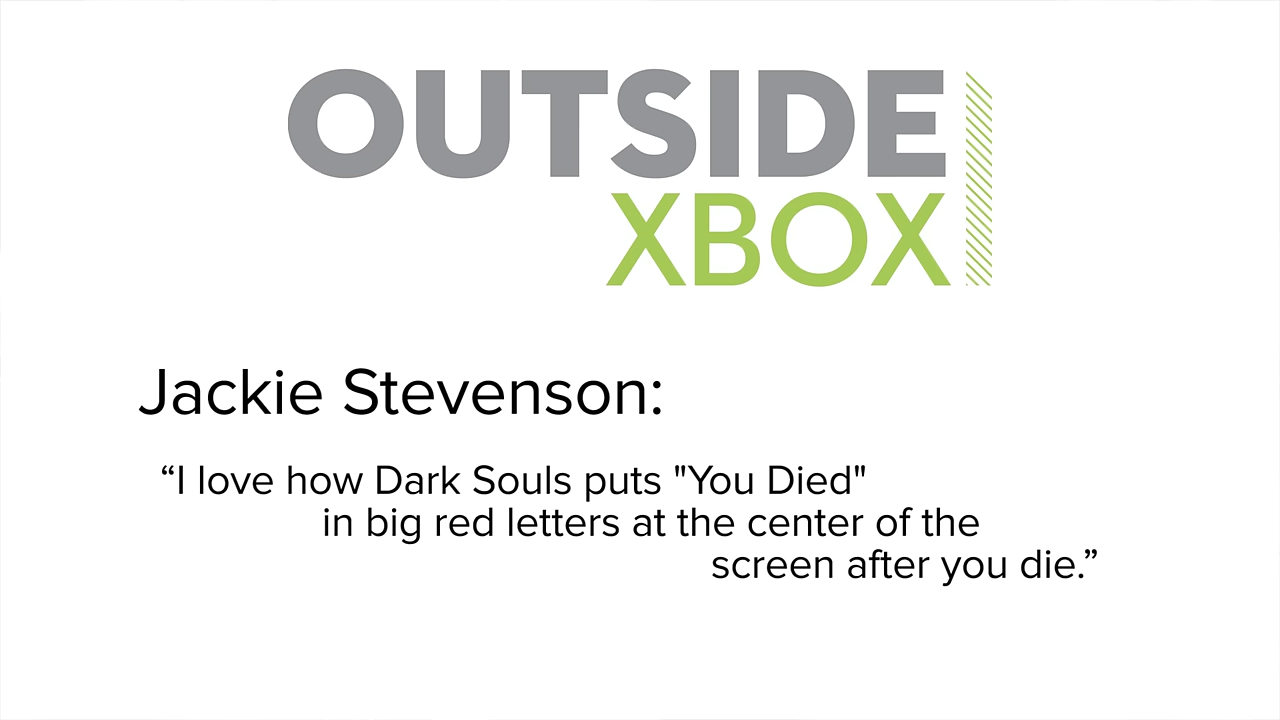 OUTSIDE
XBOX
Jackie Stevenson:
“I love how Dark Souls puts "You Died"
in big red letters at the center of the
screen after you die.”